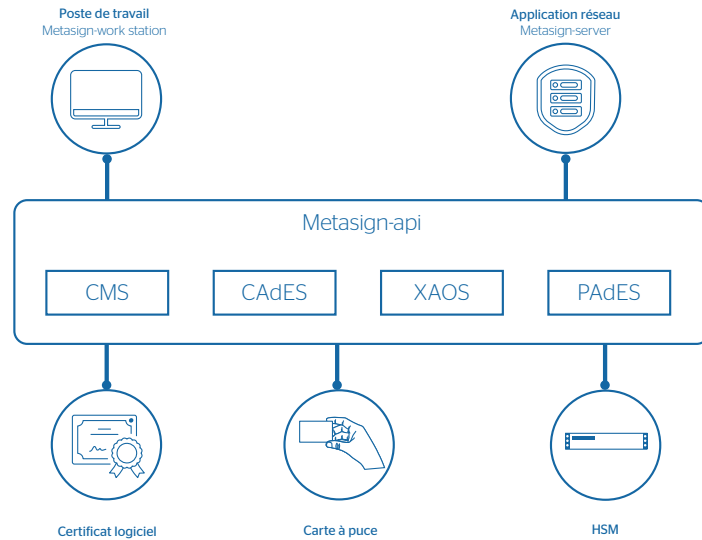 Poste de travail
Metasign-work station
Application réseau
Metasign-server
Metasign-api
CMS
CAdES
XAOS
PAdES
Certificat logiciel
Carte à puce
HSM